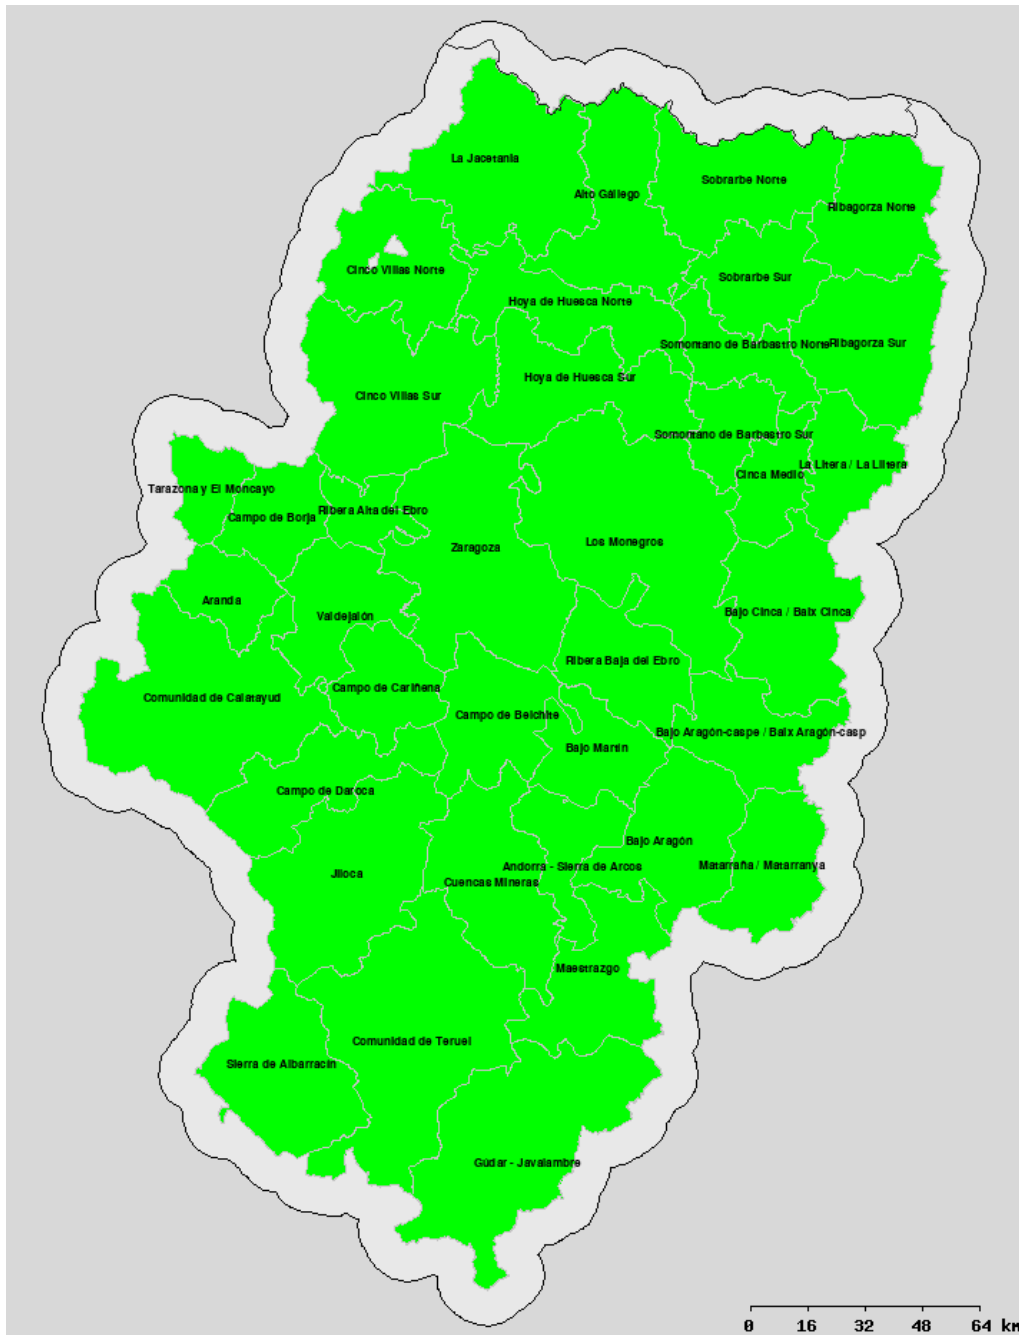 La Jacetania
Alto Gállego
Sobrarbe Norte
Ribagorza Norte
Cinco Villas Norte
Sobrarbe Sur
Hoya de Huesca Norte
Somontano de Barbastro Norte
Ribagorza Sur
Hoya de Huesca Sur
Cinco Villas Sur
Somontano de Barbastro Sur
La Litera / La Llitera
Cinca Medio
Tarazona y El Moncayo
Ribera Alta del Ebro
Campo de Borja
Zaragoza
Los Monegros
Aranda
Valdejalón
Bajo Cinca / Baix Cinca
Ribera Baja del Ebro
Campo de Cariñena
Comunidad de Calatayud
Campo de Belchite
Bajo Aragón-caspe / Baix Aragón-casp
Bajo Martín
Campo de Daroca
Bajo Aragón
Jiloca
Andorra - Sierra de Arcos
Matarraña / Matarranya
Cuencas Mineras
Maestrazgo
Comunidad de Teruel
Sierra de Albarracín
Gúdar - Javalambre
0 16 32 48 64 km